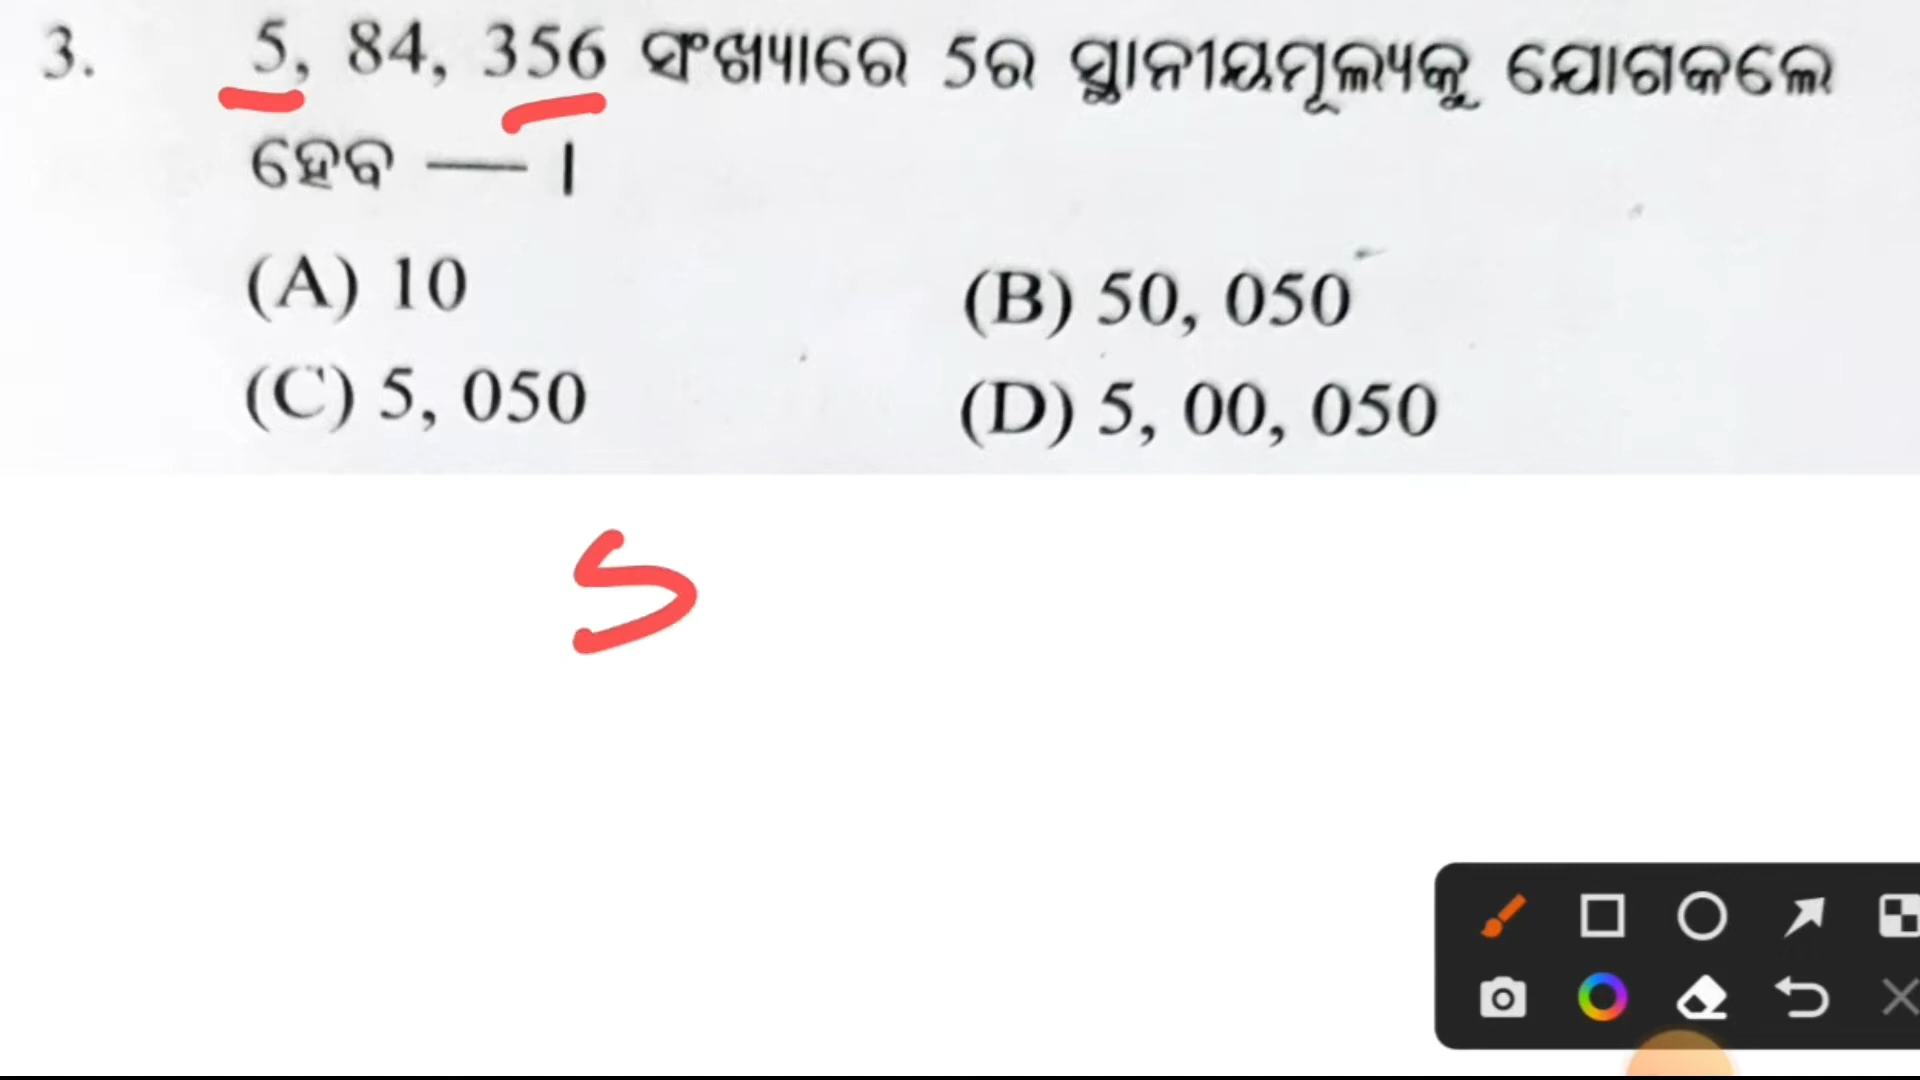 3. 5, 84, 356 ସଂଖ୍ୟାରେ 5ର ସ୍ଥାନୀୟମୂଲ୍ୟକୁ ଯୋଗକଲେ
ହେବ — ।
(A) 10 (B) 50, 050
(C) 5, 050 (D) 5, 00, 050
5